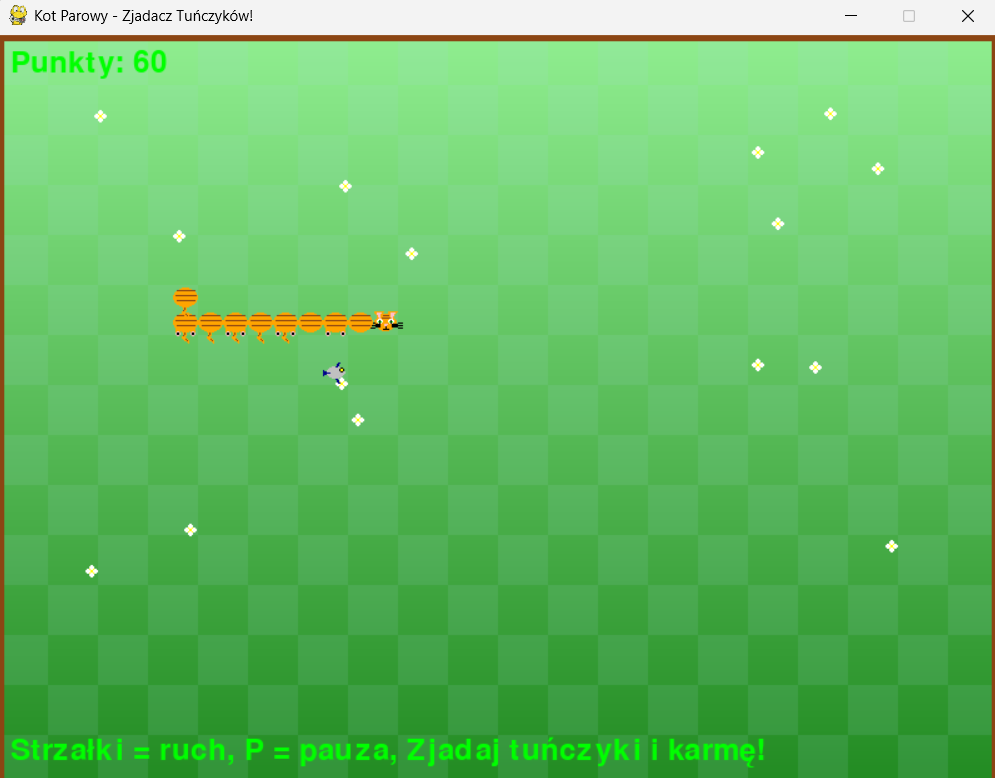 Kot Parowy - Zjadacz Tuńczyków!
Punkty: 60
Strzałki = ruch, P = pauza, Zjadaj tuńczyki i karmę!